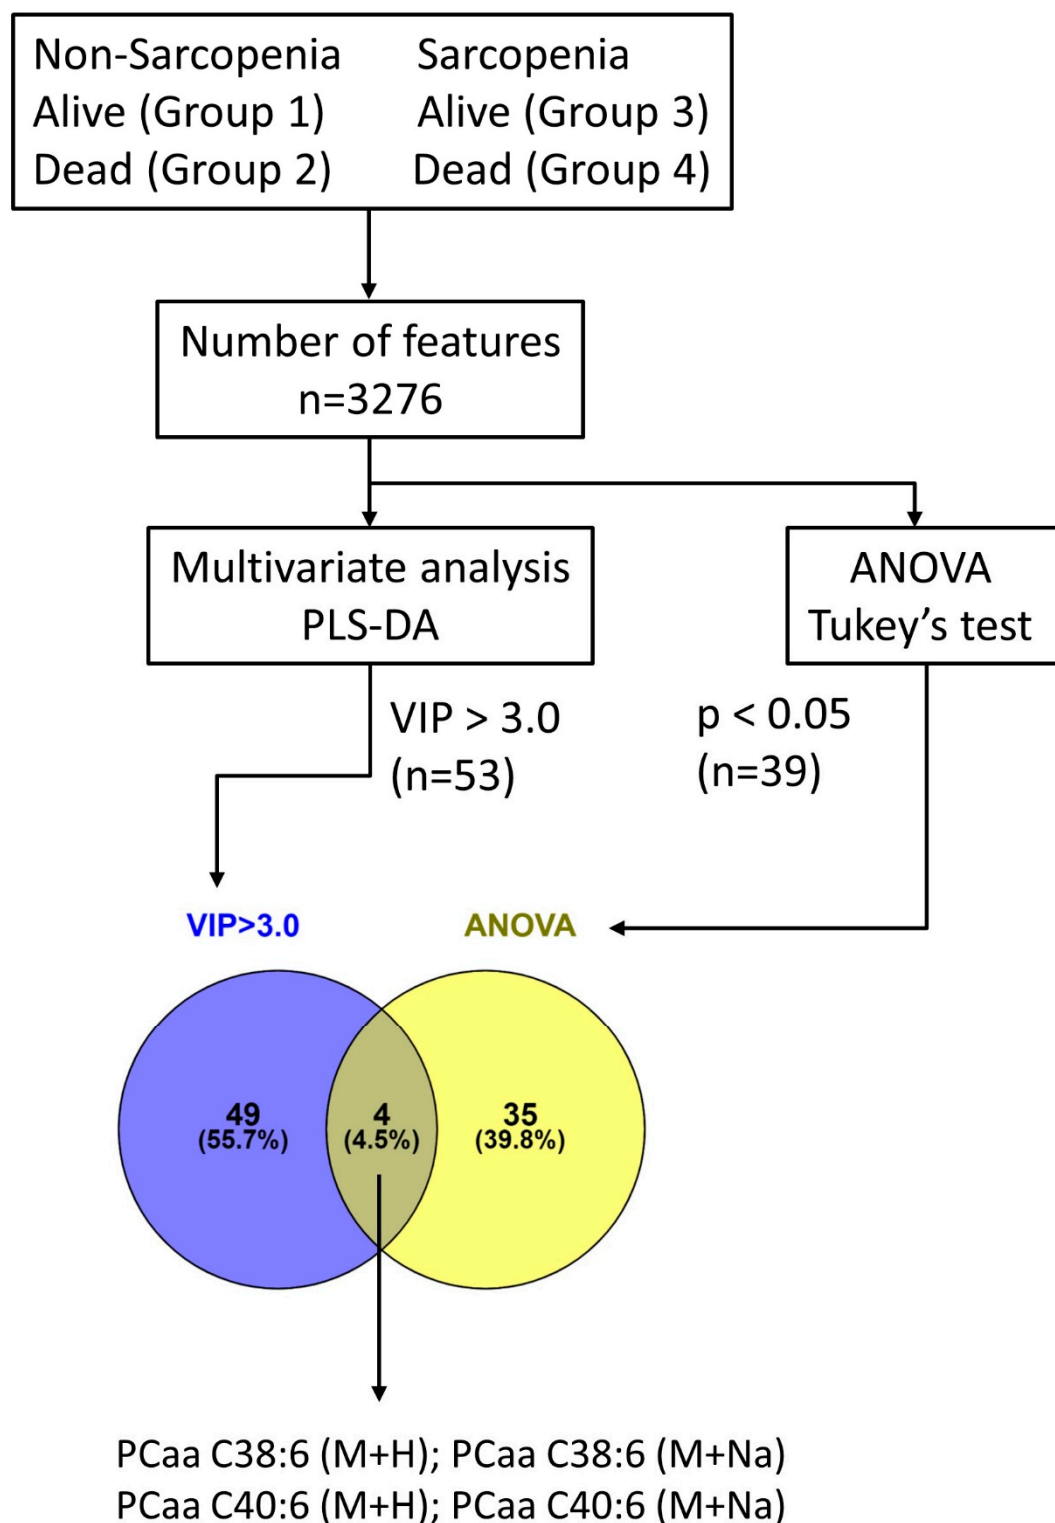 Non-Sarcopenia Sarcopenia
Alive (Group 1) Alive (Group 3)
Dead (Group 2) Dead (Group 4)
Number of features
n=3276
Multivariate analysis
PLS-DA
ANOVA
Tukey’s test
VIP > 3.0
(n=53)
p < 0.05
(n=39)
VIP>3.0
ANOVA
49
(55.7%)
4
(4.5%)
35
(39.8%)
PCaa C38:6 (M+H); PCaa C38:6 (M+Na)
PCaa C40:6 (M+H); PCaa C40:6 (M+Na)